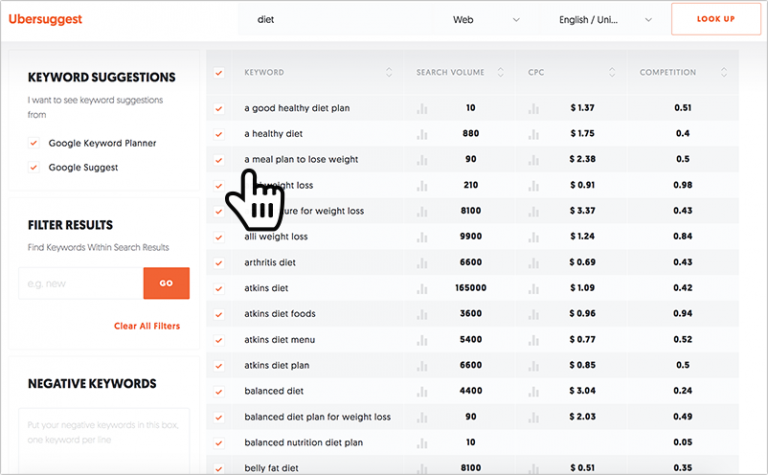 Ubersuggest
diet
Web
English / Uni...
LOOK UP
KEYWORD SUGGESTIONS
I want to see keyword suggestions
from
Google Keyword Planner
Google Suggest
FILTER RESULTS
Find Keywords Within Search Results
e.g, new
GO
Clear All Filters
NEGATIVE KEYWORDS
Put your negative keywords in this box,
one keyword per line
KEYWORD SEARCH VOLUME CPC COMPETITION
a good healthy diet plan 10 $ 1.37 0.51
a healthy diet 880 $ 1.75 0.4
a meal plan to lose weight 90 $ 2.38 0.5
weight loss 210 $ 0.91 0.98
for weight loss 8100 $ 3.37 0.43
alli weight loss 9900 $ 1.24 0.84
arthritis diet 6600 $ 0.69 0.43
atkins diet 165000 $ 1.09 0.42
atkins diet foods 3600 $ 0.96 0.94
atkins diet menu 5400 $ 0.77 0.52
atkins diet plan 6600 $ 0.85 0.5
balanced diet 4400 $ 3.04 0.24
balanced diet plan for weight loss 90 $ 2.03 0.49
balanced nutrition diet plan 10 0.05
belly fat diet 8100 $ 0.51 0.35